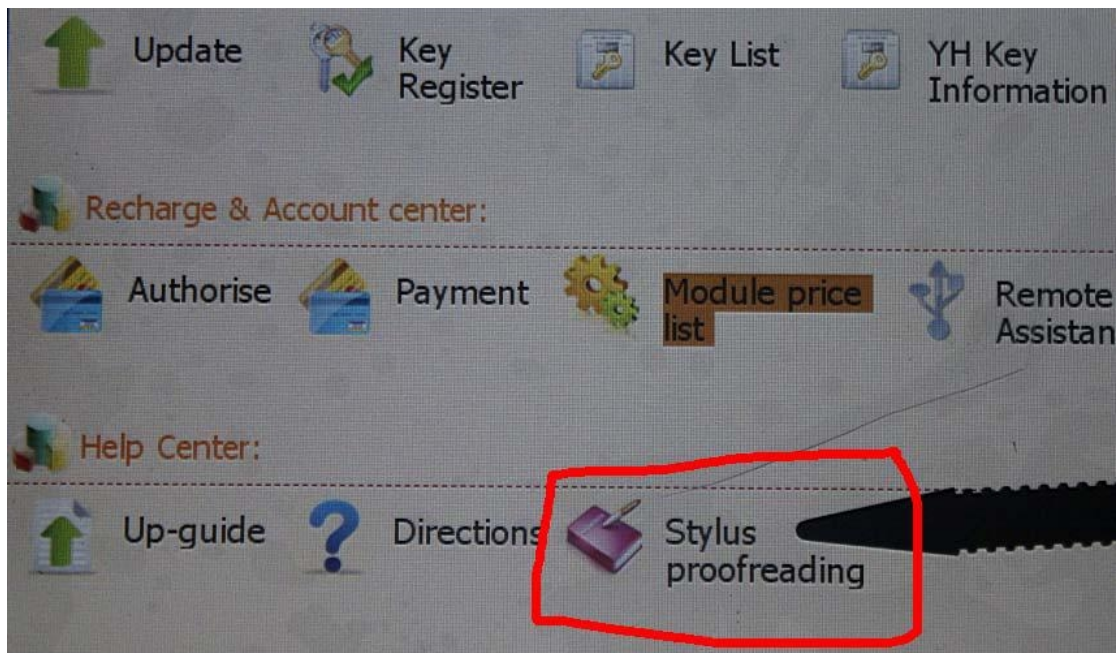 Update
Key
Register
Key List
YH Key
Information
Recharge & Account center:
Authorise
Payment
Module price
list
Remote
Assistan
Help Center:
Up-guide
Directions
Stylus
proofreading